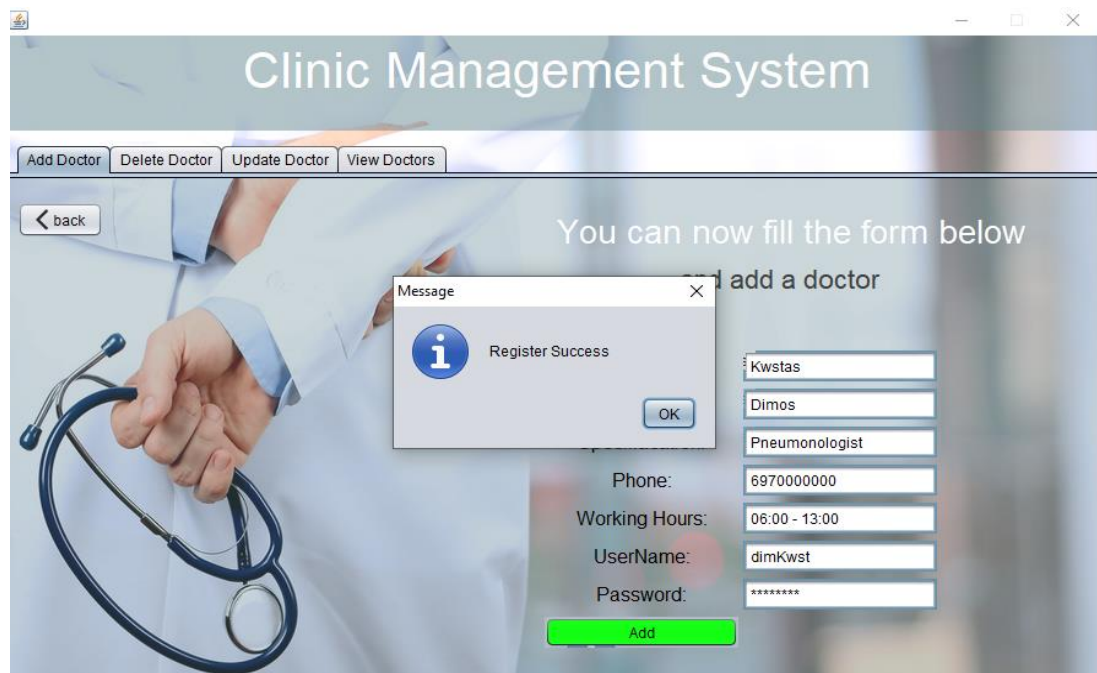 Clinic Management System
Add Doctor Delete Doctor Update Doctor View Doctors
back
You can now fill the form below
add a doctor
Message
Register Success
OK
Kwstas
Dimos
Pneumonologist
Phone: 6970000000
Working Hours: 06:00 - 13:00
UserName: dimKwst
Password: ********
Add